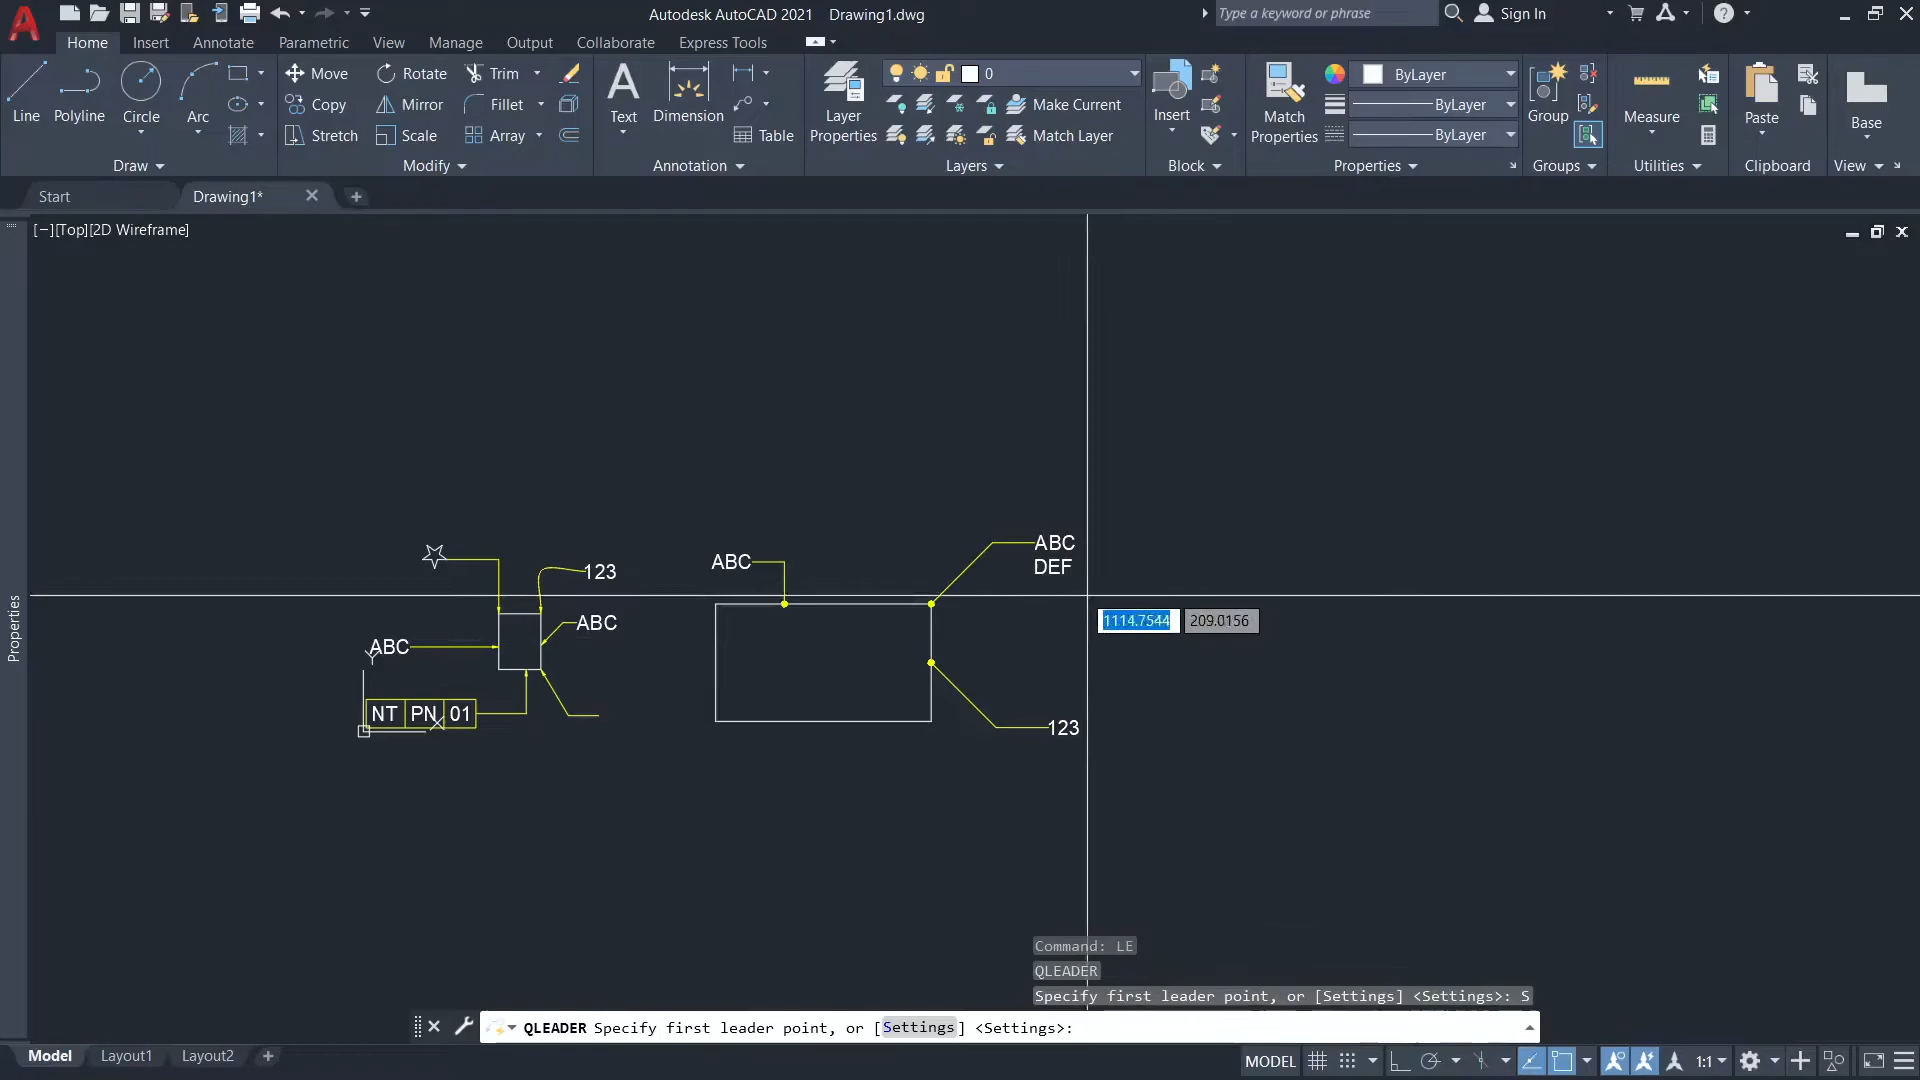 Autodesk AutoCAD 2021 Drawing1.dwg
Type a keyword or phrase
Sign In
Home Insert Annotate Parametric View Manage Output Collaborate Express Tools
Line Polyline Circle Arc
Draw
Move Rotate Trim
Copy Mirror Fillet
Stretch Scale Array
Modify
Text Dimension
Table
Annotation
Layer
Properties
0
Make Current
Match Layer
Layers
Insert
Block
Match
Properties
ByLayer
ByLayer
ByLayer
Properties
Group
Groups
Measure
Utilities
Paste
Clipboard
Base
View
Start Drawing1*
[−][Top][2D Wireframe]
Properties
123
ABC
ABC
Y
NT PN 01
X
ABC
ABC
DEF
123
1114.7544 209.0156
Command: LE
QLEADER
Specify first leader point, or [Settings] <Settings>: S
QLEADER Specify first leader point, or [Settings] <Settings>:
Model Layout1 Layout2
MODEL 1:1